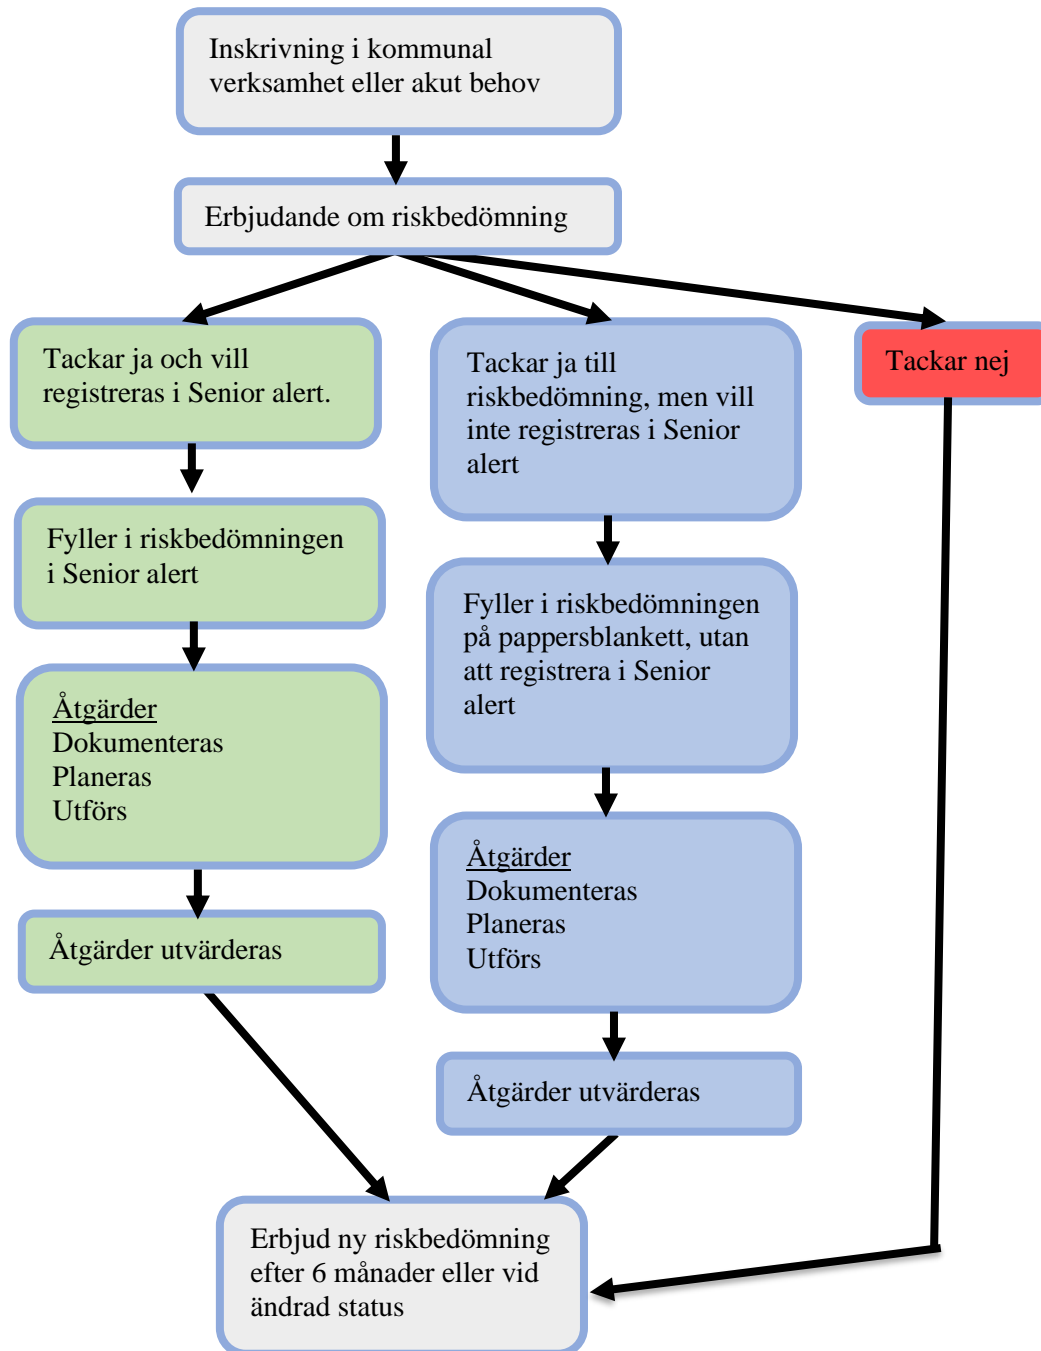 Inskrivning i kommunal
verksamhet eller akut behov
Erbjudande om riskbedömning
Tackar ja och vill
registreras i Senior alert.
Fyller i riskbedömningen
i Senior alert
Åtgärder
Dokumenteras
Planeras
Utförs
Åtgärder utvärderas
Tackar ja till
riskbedömning, men vill
inte registreras i Senior
alert
Fyller i riskbedömningen
på pappersblankett, utan
att registrera i Senior
alert
Åtgärder
Dokumenteras
Planeras
Utförs
Åtgärder utvärderas
Tackar nej
Erbjud ny riskbedömning
efter 6 månader eller vid
ändrad status